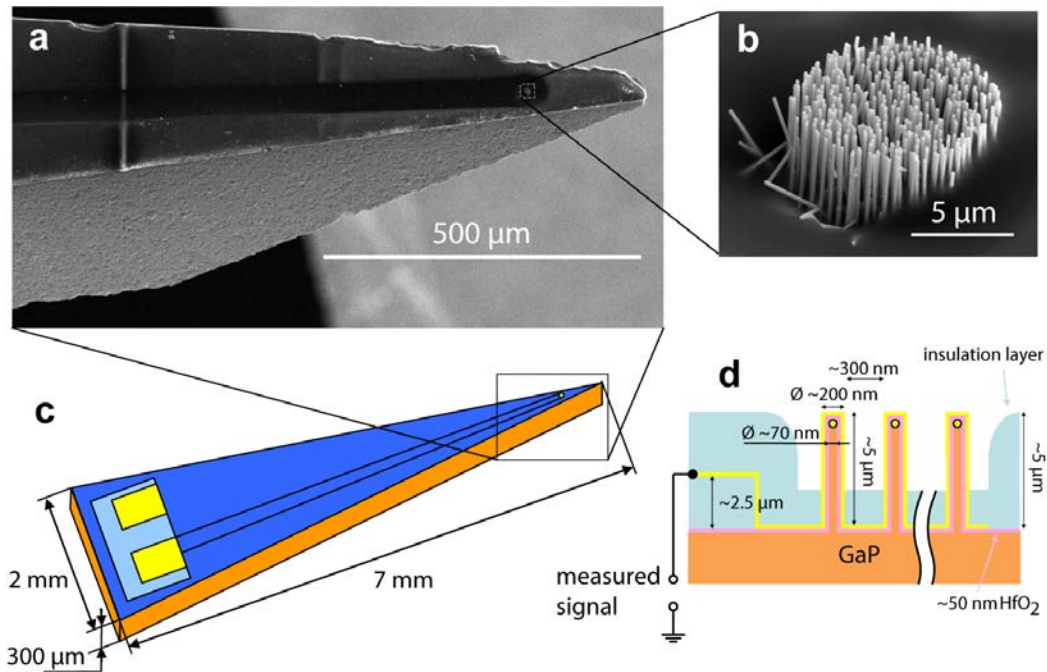 a
500 µm
b
5 µm
c
2 mm
300 µm
7 mm
d
insulation layer
~300 nm
Ø ~200 nm
Ø ~70 nm
~5 µm
~5 µm
~2.5 µm
GaP
measured
signal
~50 nm HfO₂